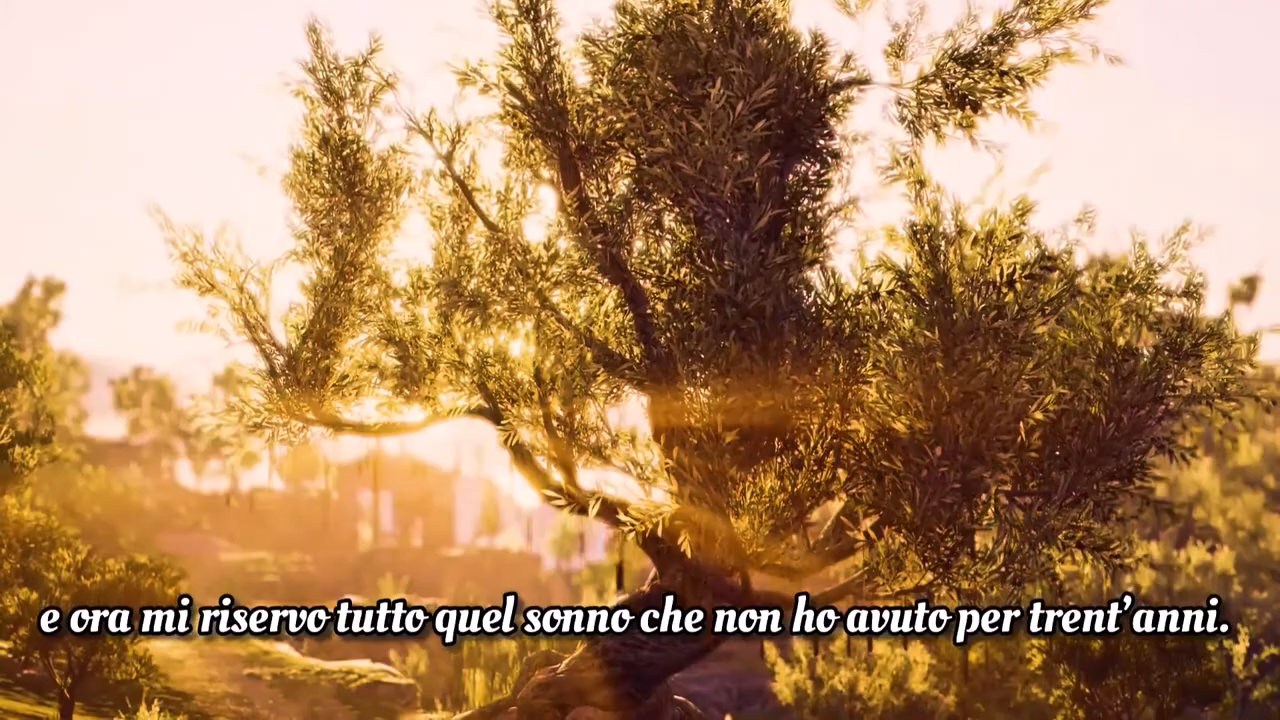 e ora mi riservo tutto quel sonno che non ho avuto per trent’anni.